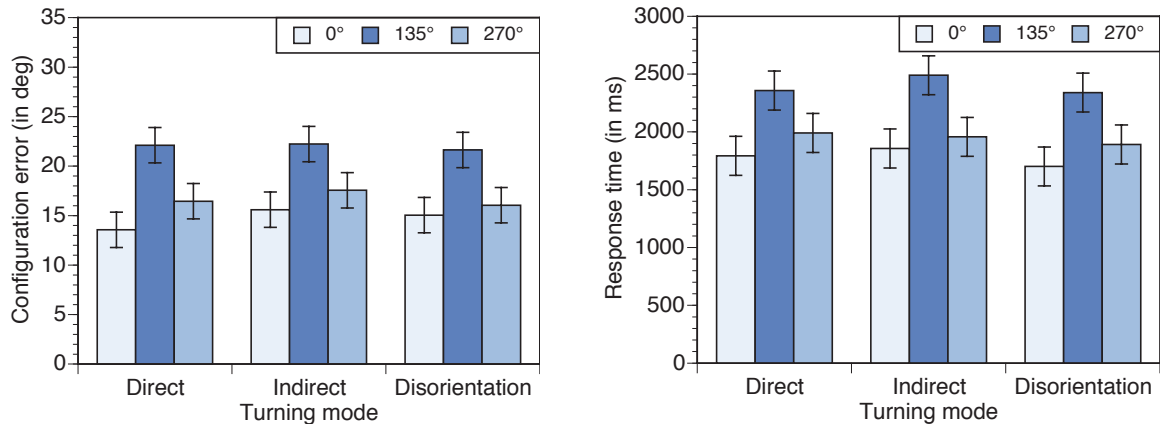 Configuration error (in deg)
35
30
25
20
15
10
5
0
0° 135° 270°
Direct Indirect Disorientation
Turning mode
Response time (in ms)
3000
2500
2000
1500
1000
500
0
0° 135° 270°
Direct Indirect Disorientation
Turning mode